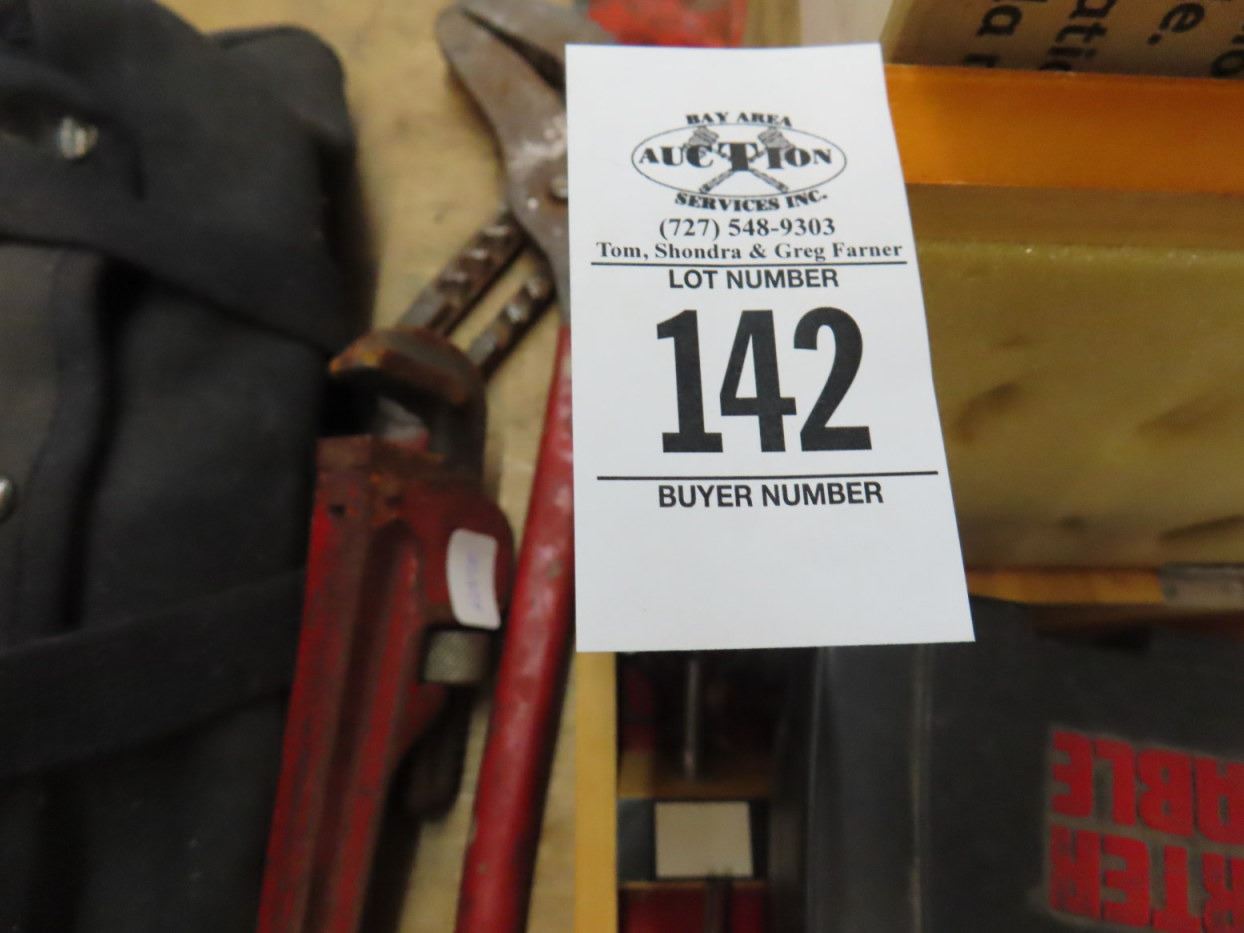 BAY AREA
AUCTION
SERVICES INC.
(727) 548-9303
Tom, Shondra & Greg Farner
LOT NUMBER
142
BUYER NUMBER